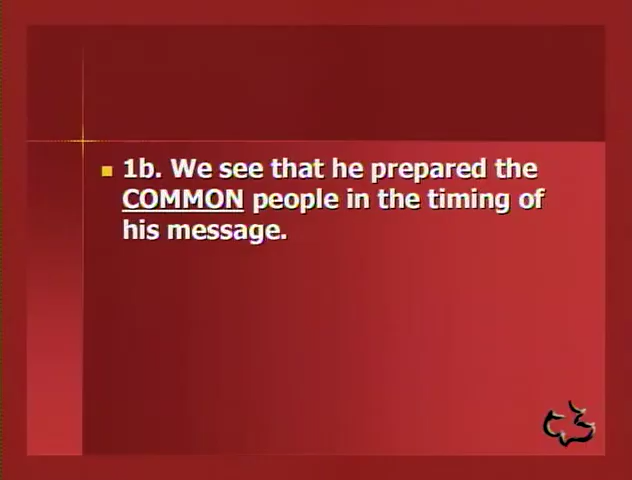 1b. We see that he prepared the
COMMON people in the timing of
his message.